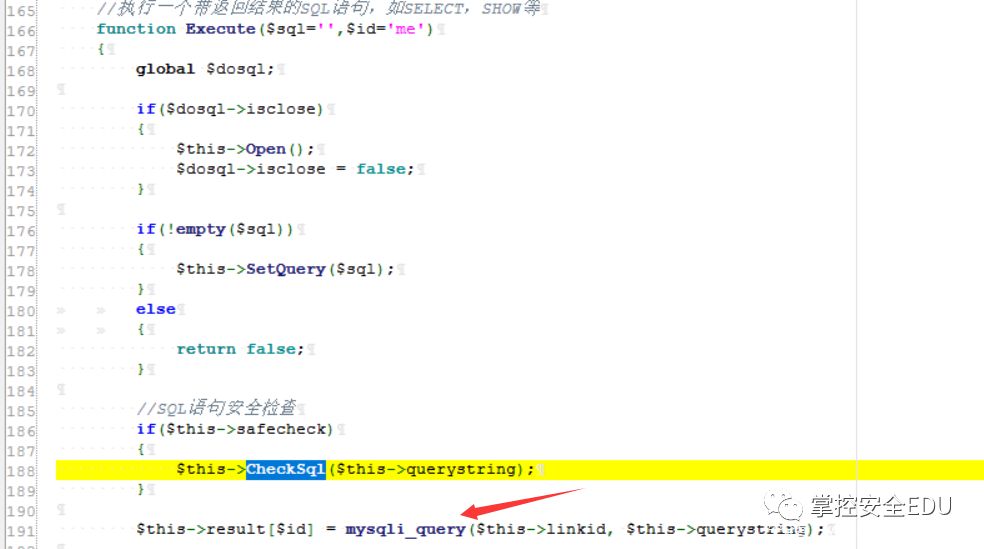 165 //执行一个带返回结果的SQL语句，如SELECT，SHOW等
166 function Execute($sql='',$id='me')
167 {
168 global $dosql;
169
170 if($dosql->isclose)
171 {
172 $this->Open();
173 $dosql->isclose = false;
174 }
175
176 if(!empty($sql))
177 {
178 $this->SetQuery($sql);
179 }
180 else
181 {
182 return false;
183 }
184
185 //SQL语句安全检查
186 if($this->safecheck)
187 {
188 $this->CheckSql($this->querystring);
189 }
190
191 $this->result[$id] = mysqli_query($this->linkid, $this->querystring);
掌控安全EDU